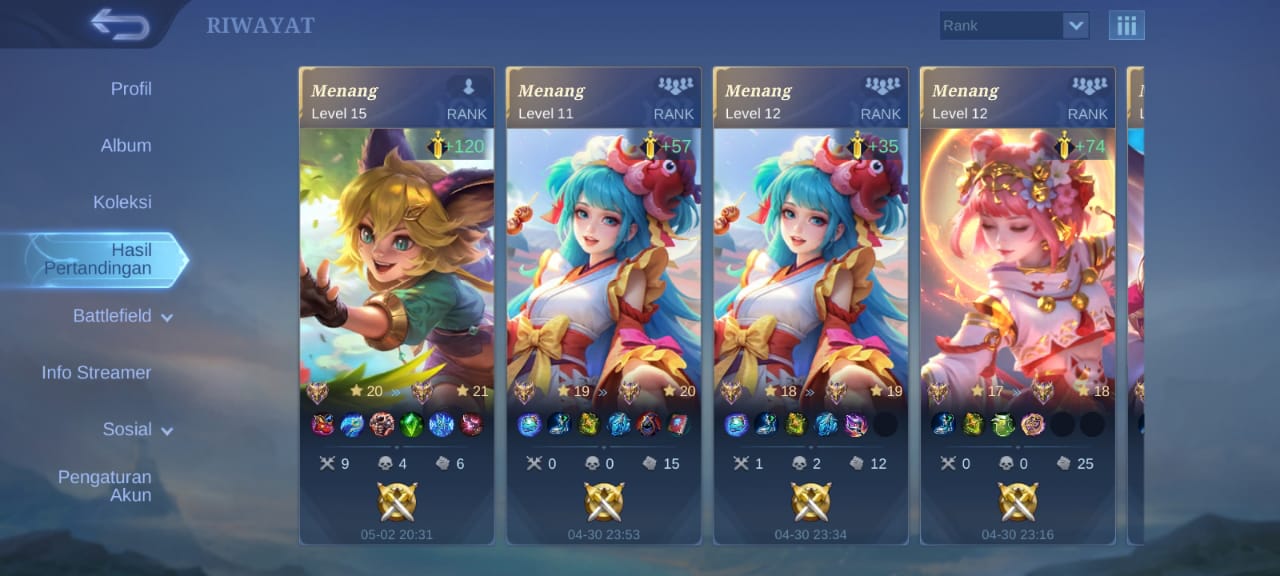 RIWAYAT
Rank
Profil
Album
Koleksi
Hasil
Pertandingan
Battlefield
Info Streamer
Sosial
Pengaturan
Akun
Menang
Level 15
RANK
+120
20 » 21
9 4 6
05-02 20:31
Menang
Level 11
RANK
+57
19 » 20
0 0 15
04-30 23:53
Menang
Level 12
RANK
+35
18 » 19
1 2 12
04-30 23:34
Menang
Level 12
RANK
+74
17 » 18
0 0 25
04-30 23:16